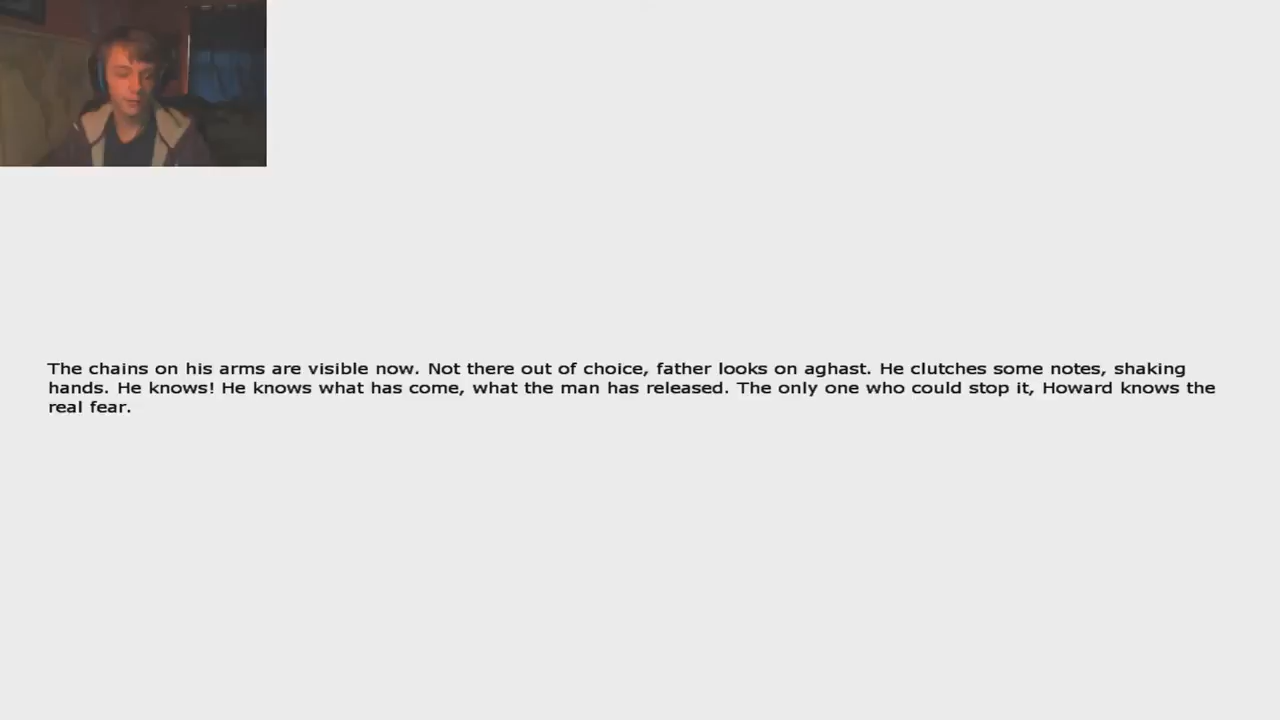 The chains on his arms are visible now. Not there out of choice, father looks on aghast. He clutches some notes, shaking
hands. He knows! He knows what has come, what the man has released. The only one who could stop it, Howard knows the
real fear.